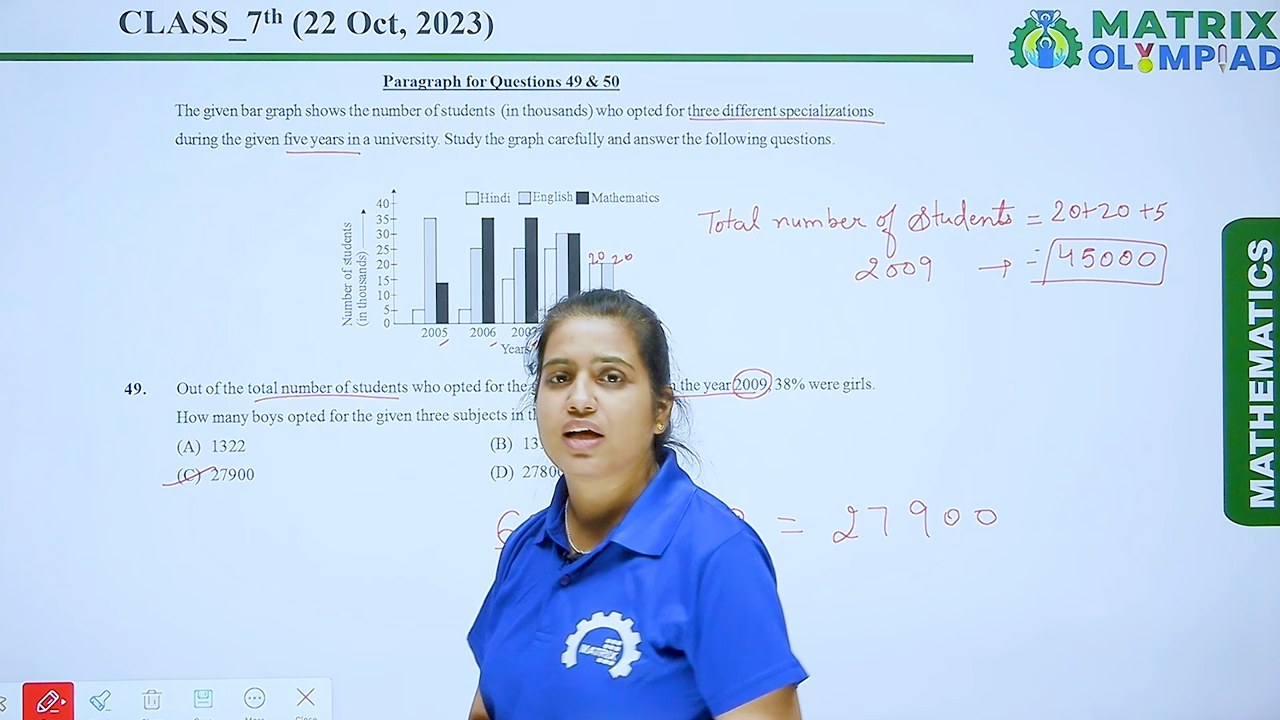 CLASS_7th (22 Oct, 2023)
MATRIX
OLYMPIAD
Paragraph for Questions 49 & 50
The given bar graph shows the number of students (in thousands) who opted for three different specializations
during the given five years in a university. Study the graph carefully and answer the following questions.
Hindi English Mathematics
Number of students
(in thousands)
40
35
30
25
20
15
10
5
0
20 20
2005 2006 2007
Years
Total number of students = 20+20+5
2009 → = 45000
49. Out of the total number of students who opted for the the year 2009, 38% were girls.
How many boys opted for the given three subjects in
(A) 1322
(B)
(C) 27900
(D)
= 27900
MATHEMATICS
MATRIX